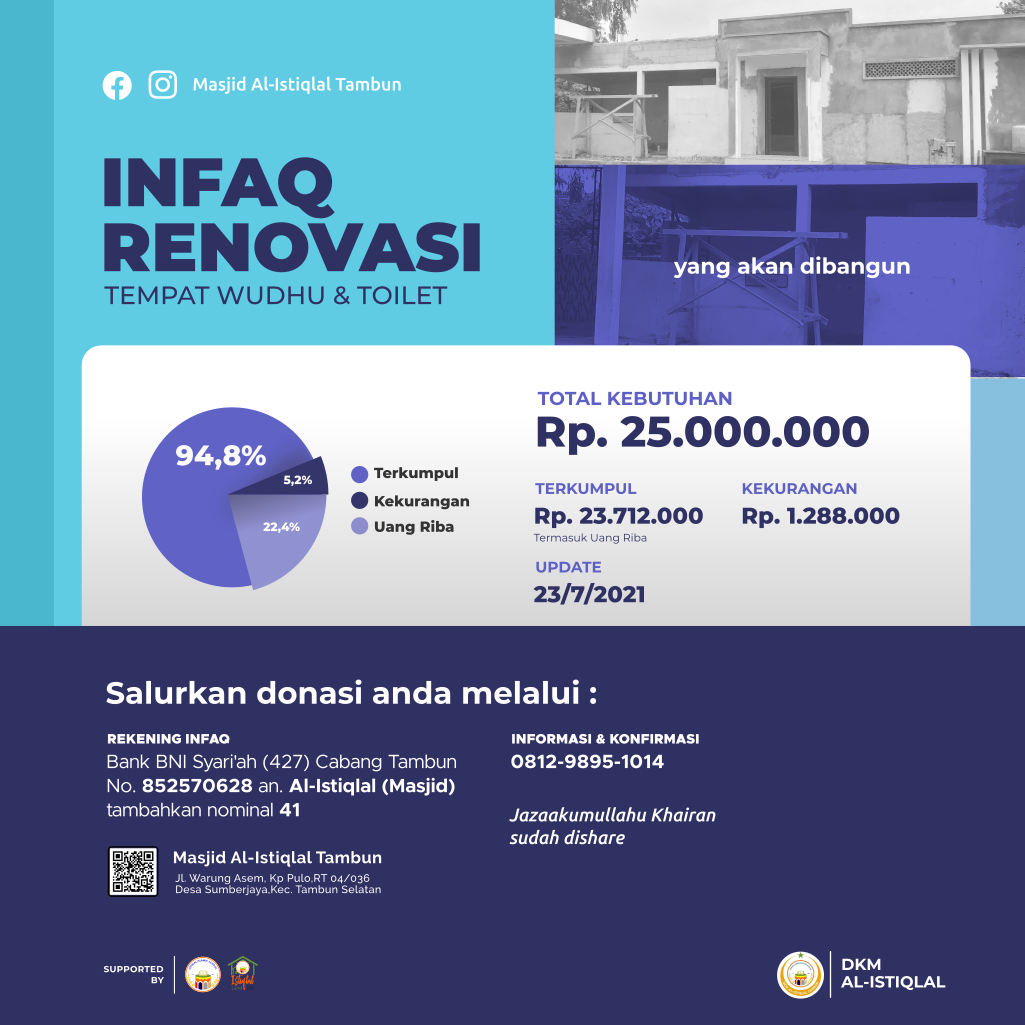 Masjid Al-Istiqlal Tambun
INFAQ
RENOVASI
TEMPAT WUDHU & TOILET
yang akan dibangun
94,8%
5,2%
22,4%
Terkumpul
Kekurangan
Uang Riba
TOTAL KEBUTUHAN
Rp. 25.000.000
TERKUMPUL
Rp. 23.712.000
Termasuk Uang Riba
KEKURANGAN
Rp. 1.288.000
UPDATE
23/7/2021
Salurkan donasi anda melalui :
REKENING INFAQ
Bank BNI Syari'ah (427) Cabang Tambun
No. 852570628 an. Al-Istiqlal (Masjid)
tambahkan nominal 41
INFORMASI & KONFIRMASI
0812-9895-1014
Jazaakumullahu Khairan
sudah dishare
Masjid Al-Istiqlal Tambun
Jl. Warung Asem, Kp Pulo,RT 04/036
Desa Sumberjaya,Kec. Tambun Selatan
SUPPORTED
BY
DKM
AL-ISTIQLAL